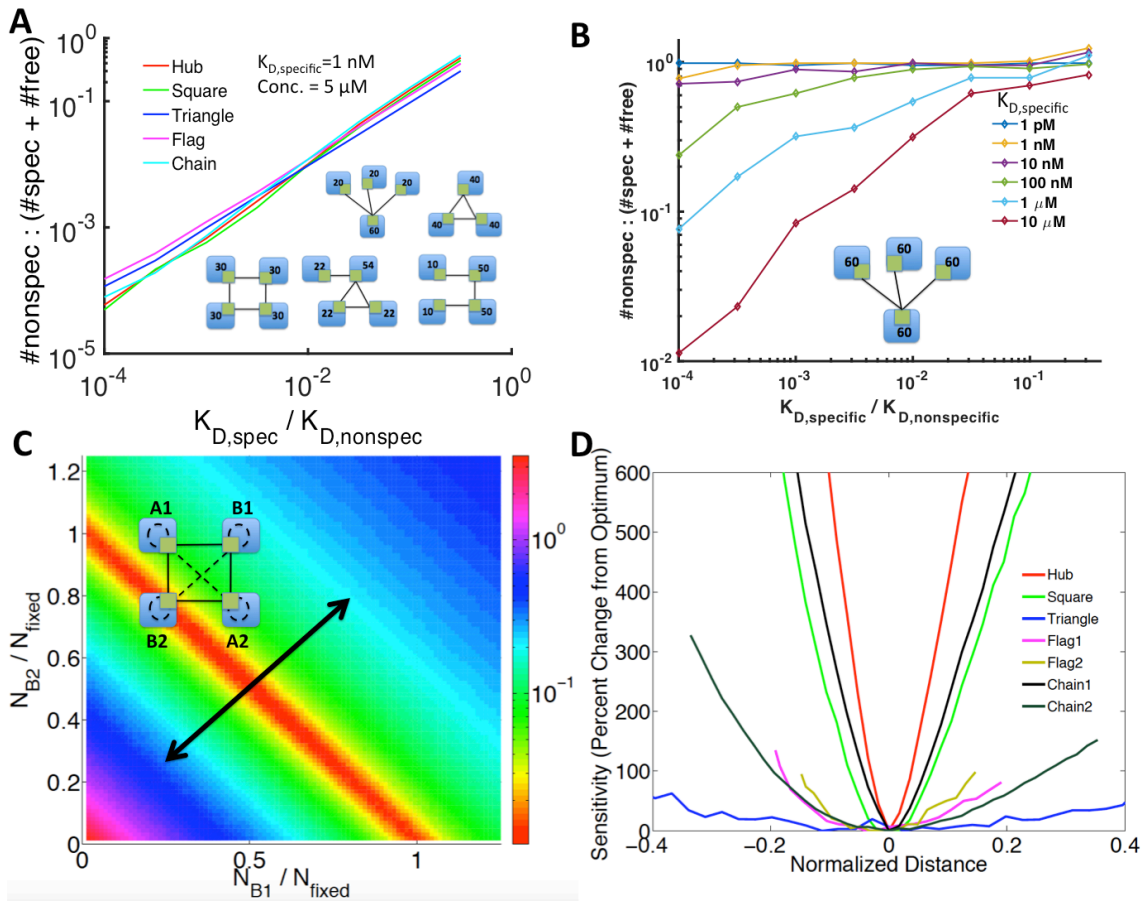 A
#nonspec : (#spec + #free)
10^0
10^-1
10^-3
10^-5
Hub
Square
Triangle
Flag
Chain
K_D,specific=1 nM
Conc. = 5 μM
20 20 20
60
40
40 40
30 30
30 30
22 54
22 22
10 50
10 50
10^-4 10^-2 10^0
K_D,spec / K_D,nonspec
B
#nonspec : (#spec + #free)
10^0
10^-1
10^-2
K_D,specific
1 pM
1 nM
10 nM
100 nM
1 μM
10 μM
60 60 60
60
10^-4 10^-3 10^-2 10^-1
K_D,specific / K_D,nonspecific
C
N_B2 / N_fixed
1.2
1
0.8
0.6
0.4
0.2
0
A1 B1
B2 A2
10^0
10^-1
0 0.5 1
N_B1 / N_fixed
D
Sensitivity (Percent Change from Optimum)
600
500
400
300
200
100
0
Hub
Square
Triangle
Flag1
Flag2
Chain1
Chain2
−0.4 −0.2 0 0.2 0.4
Normalized Distance